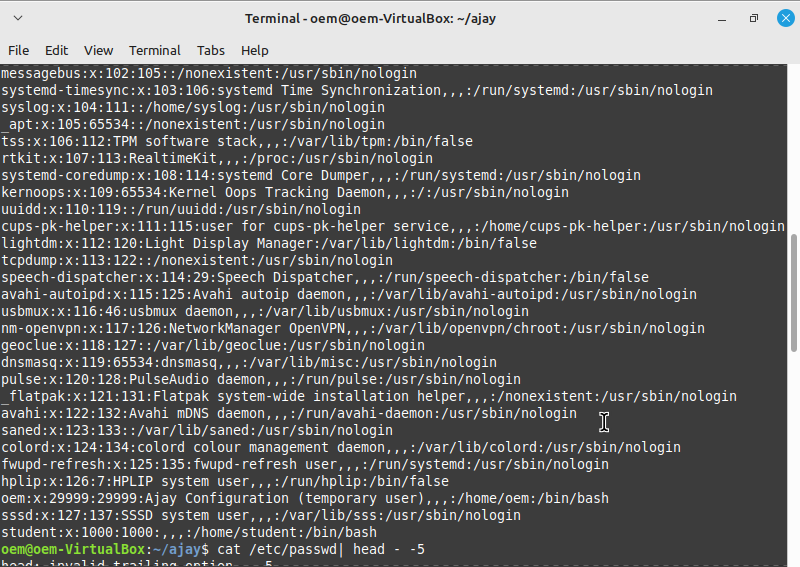 Terminal - oem@oem-VirtualBox: ~/ajay
File Edit View Terminal Tabs Help
messagebus:x:102:105::/nonexistent:/usr/sbin/nologin
systemd-timesync:x:103:106:systemd Time Synchronization,,,:/run/systemd:/usr/sbin/nologin
syslog:x:104:111::/home/syslog:/usr/sbin/nologin
_apt:x:105:65534::/nonexistent:/usr/sbin/nologin
tss:x:106:112:TPM software stack,,,:/var/lib/tpm:/bin/false
rtkit:x:107:113:RealtimeKit,,,:/proc:/usr/sbin/nologin
systemd-coredump:x:108:114:systemd Core Dumper,,,:/run/systemd:/usr/sbin/nologin
kernoops:x:109:65534:Kernel Oops Tracking Daemon,,,:/:/usr/sbin/nologin
uuidd:x:110:119::/run/uuidd:/usr/sbin/nologin
cups-pk-helper:x:111:115:user for cups-pk-helper service,,,:/home/cups-pk-helper:/usr/sbin/nologin
lightdm:x:112:120:Light Display Manager:/var/lib/lightdm:/bin/false
tcpdump:x:113:122::/nonexistent:/usr/sbin/nologin
speech-dispatcher:x:114:29:Speech Dispatcher,,,:/run/speech-dispatcher:/bin/false
avahi-autoipd:x:115:125:Avahi autoip daemon,,,:/var/lib/avahi-autoipd:/usr/sbin/nologin
usbmux:x:116:46:usbmux daemon,,,:/var/lib/usbmux:/usr/sbin/nologin
nm-openvpn:x:117:126:NetworkManager OpenVPN,,,:/var/lib/openvpn/chroot:/usr/sbin/nologin
geoclue:x:118:127::/var/lib/geoclue:/usr/sbin/nologin
dnsmasq:x:119:65534:dnsmasq,,,:/var/lib/misc:/usr/sbin/nologin
pulse:x:120:128:PulseAudio daemon,,,:/run/pulse:/usr/sbin/nologin
_flatpak:x:121:131:Flatpak system-wide installation helper,,,:/nonexistent:/usr/sbin/nologin
avahi:x:122:132:Avahi mDNS daemon,,,:/run/avahi-daemon:/usr/sbin/nologin
saned:x:123:133::/var/lib/saned:/usr/sbin/nologin
colord:x:124:134:colord colour management daemon,,,:/var/lib/colord:/usr/sbin/nologin
fwupd-refresh:x:125:135:fwupd-refresh user,,,:/run/systemd:/usr/sbin/nologin
hplip:x:126:7:HPLIP system user,,,:/run/hplip:/bin/false
oem:x:29999:29999:Ajay Configuration (temporary user),,,:/home/oem:/bin/bash
sssd:x:127:137:SSSD system user,,,:/var/lib/sss:/usr/sbin/nologin
student:x:1000:1000:,,,:/home/student:/bin/bash
oem@oem-VirtualBox:~/ajay$ cat /etc/passwd| head - -5
head: invalid trailing option -- 5